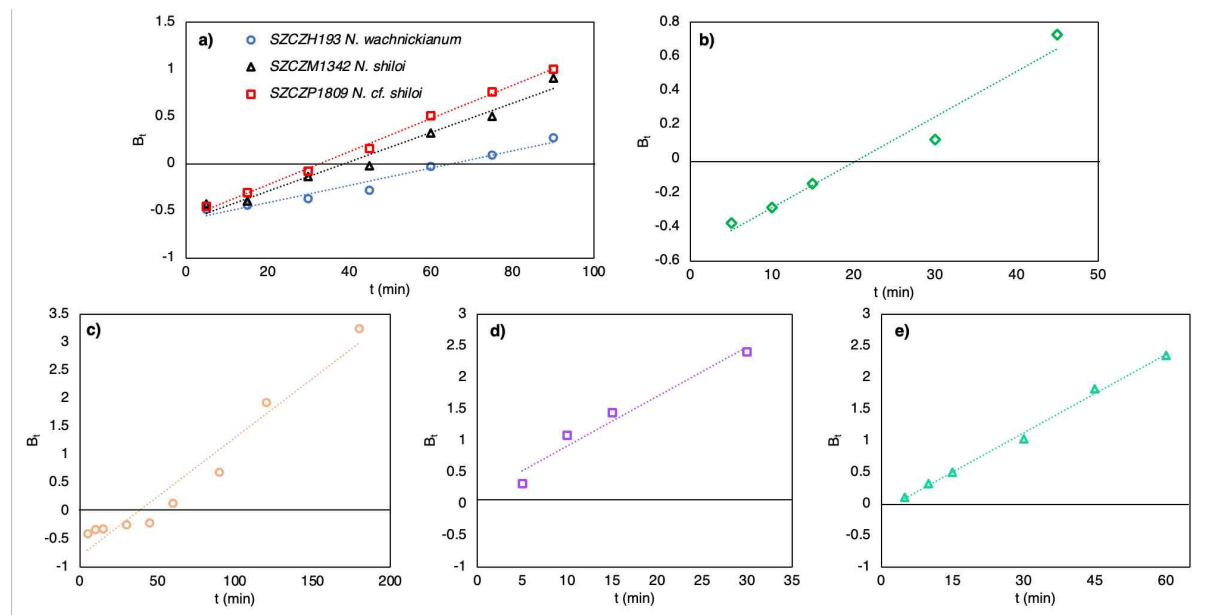 a)
SZCZH193 N. wachnickianum
SZCZM1342 N. shiloi
SZCZP1809 N. cf. shiloi
1.5
1
0.5
0
-0.5
-1
Bt
0 20 40 60 80 100
t (min)
b)
0.8
0.6
0.4
0.2
0
-0.2
-0.4
-0.6
Bt
0 10 20 30 40 50
t (min)
c)
3.5
3
2.5
2
1.5
1
0.5
0
-0.5
-1
Bt
0 50 100 150 200
t (min)
d)
3
2.5
2
1.5
1
0.5
0
-0.5
-1
Bt
0 5 10 15 20 25 30 35
t (min)
e)
3
2.5
2
1.5
1
0.5
0
-0.5
-1
Bt
0 15 30 45 60
t (min)